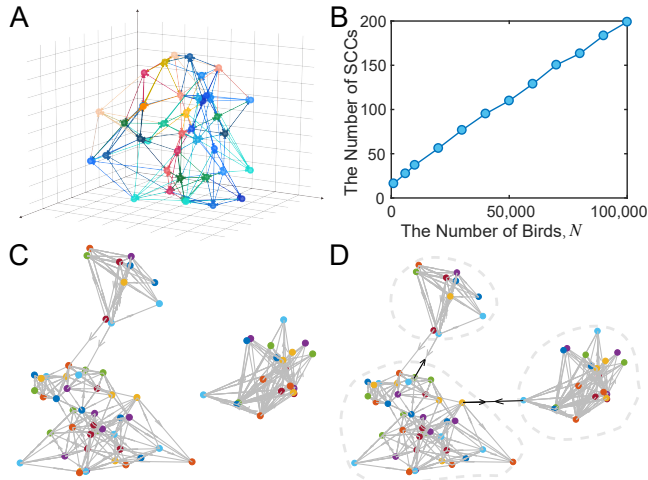 A
B
200
150
100
50
0
The Number of SCCs
0
50,000
100,000
The Number of Birds, N
C
D